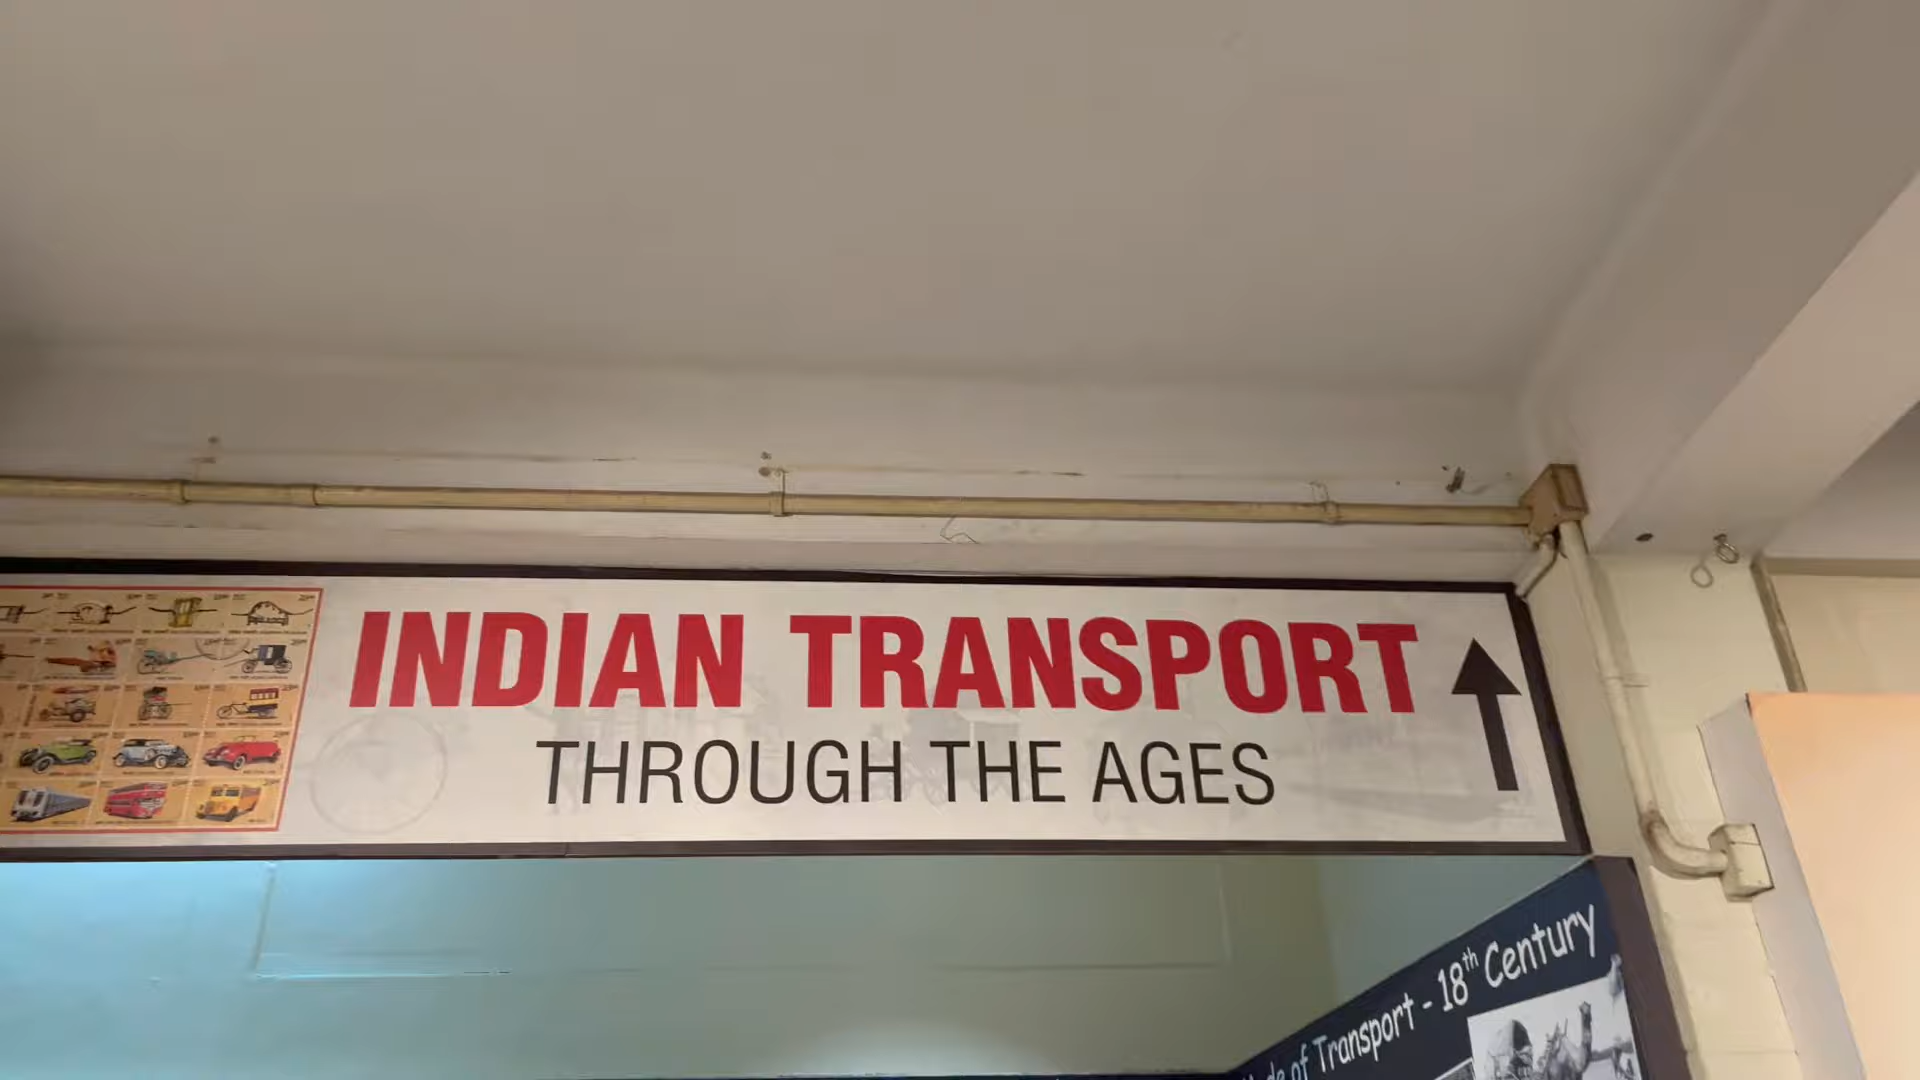 INDIAN TRANSPORT
THROUGH THE AGES
of Transport - 18th Century